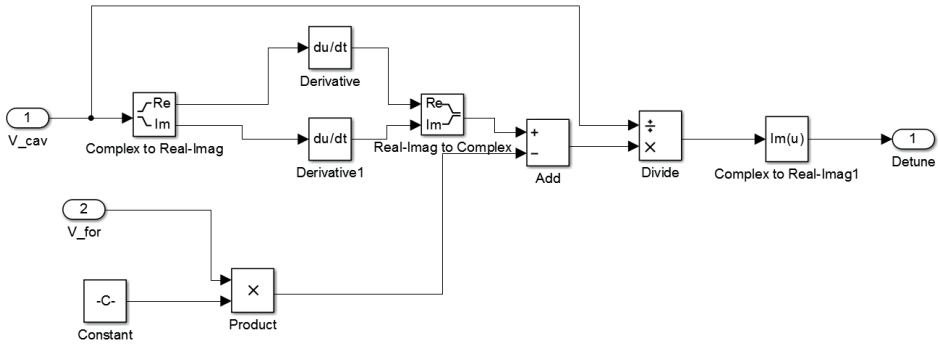 du/dt
Derivative
1
V_cav
Re
Im
Complex to Real-Imag
du/dt
Derivative1
Re
Im
Real-Imag to Complex
+
−
Add
÷
×
Divide
Im(u)
Complex to Real-Imag1
1
Detune
2
V_for
-C-
Constant
×
Product